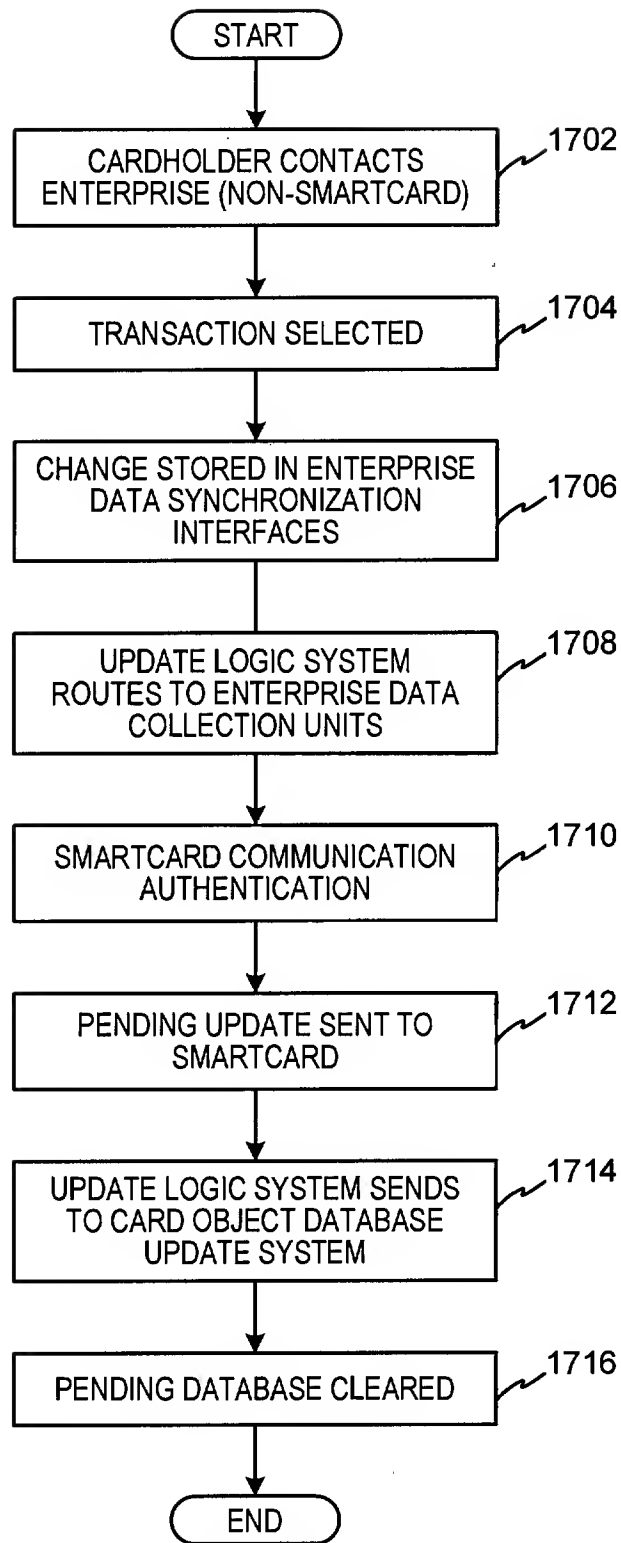 START
CARDHOLDER CONTACTS
ENTERPRISE (NON-SMARTCARD)
1702
TRANSACTION SELECTED
1704
CHANGE STORED IN ENTERPRISE
DATA SYNCHRONIZATION
INTERFACES
1706
UPDATE LOGIC SYSTEM
ROUTES TO ENTERPRISE DATA
COLLECTION UNITS
1708
SMARTCARD COMMUNICATION
AUTHENTICATION
1710
PENDING UPDATE SENT TO
SMARTCARD
1712
UPDATE LOGIC SYSTEM SENDS
TO CARD OBJECT DATABASE
UPDATE SYSTEM
1714
PENDING DATABASE CLEARED
1716
END